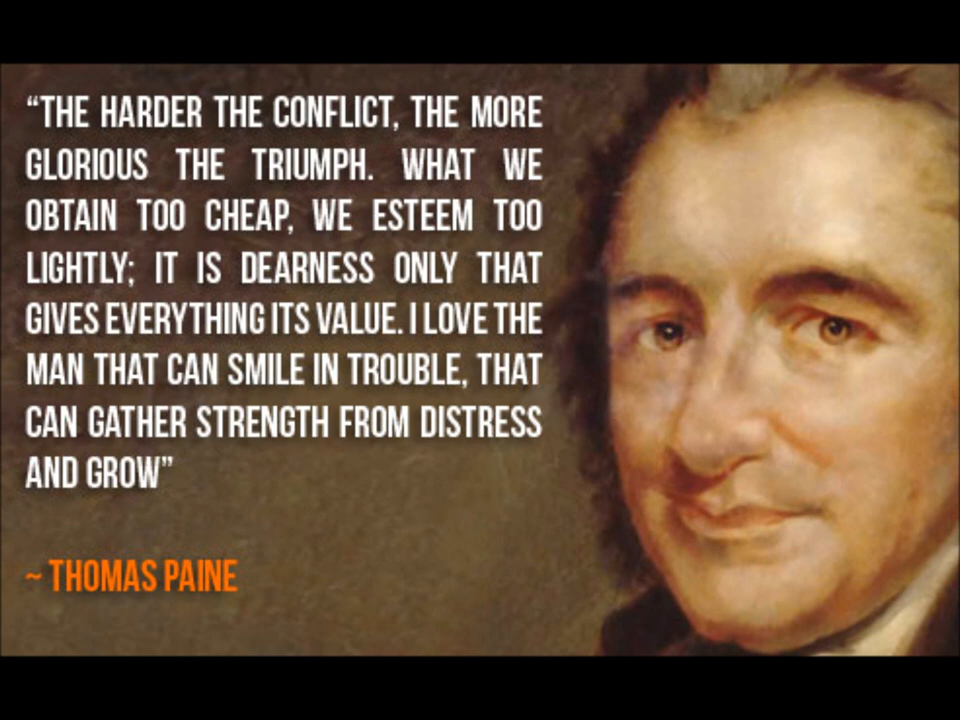 “THE HARDER THE CONFLICT, THE MORE
GLORIOUS THE TRIUMPH. WHAT WE
OBTAIN TOO CHEAP, WE ESTEEM TOO
LIGHTLY; IT IS DEARNESS ONLY THAT
GIVES EVERYTHING ITS VALUE. I LOVE THE
MAN THAT CAN SMILE IN TROUBLE, THAT
CAN GATHER STRENGTH FROM DISTRESS
AND GROW”
~ THOMAS PAINE